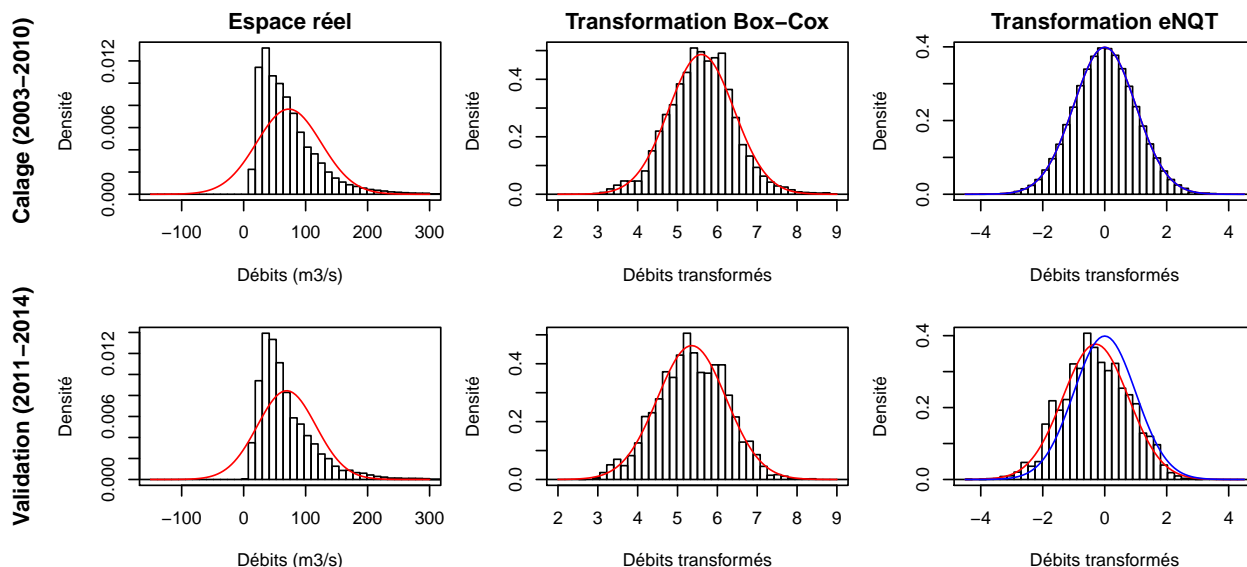 Espace réel
Transformation Box−Cox
Transformation eNQT
Calage (2003−2010)
Densité
0.000 0.006 0.012
−100 0 100 200 300
Débits (m3/s)
Densité
0.0 0.2 0.4
2 3 4 5 6 7 8 9
Débits transformés
Densité
0.0 0.2 0.4
−4 −2 0 2 4
Débits transformés
Validation (2011−2014)
Densité
0.000 0.006 0.012
−100 0 100 200 300
Débits (m3/s)
Densité
0.0 0.2 0.4
2 3 4 5 6 7 8 9
Débits transformés
Densité
0.0 0.2 0.4
−4 −2 0 2 4
Débits transformés